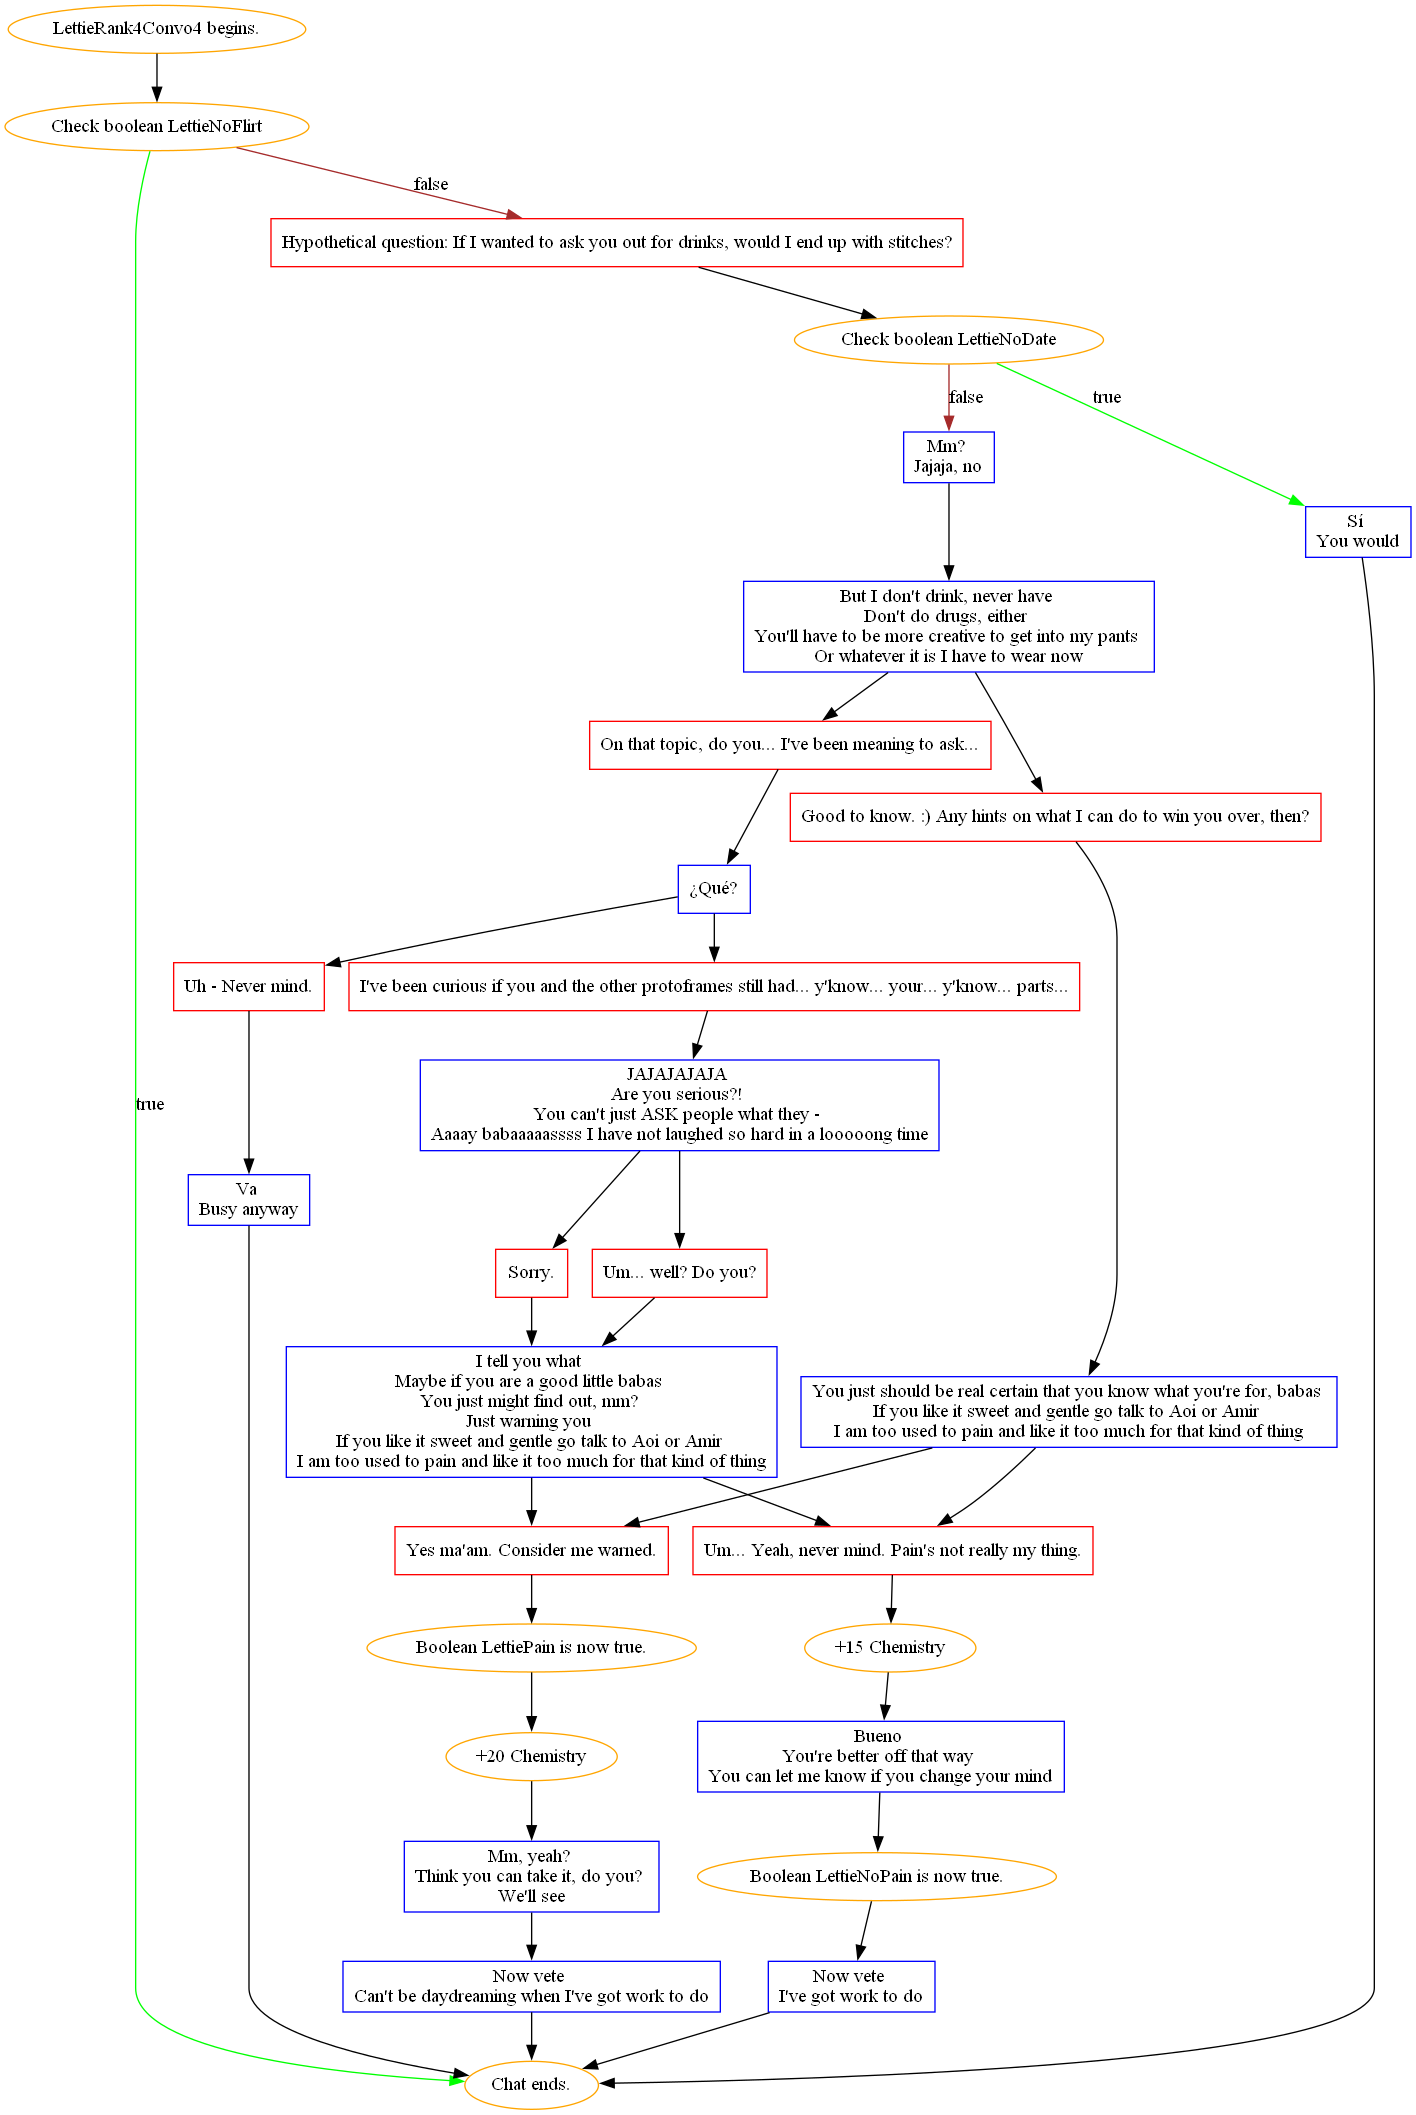 LettieRank4Convo4 begins.
Check boolean LettieNoFlirt
false
Hypothetical question: If I wanted to ask you out for drinks, would I end up with stitches?
Check boolean LettieNoDate
false
true
Mm?
Jajaja, no
Sí
You would
But I don't drink, never have
Don't do drugs, either
You'll have to be more creative to get into my pants
Or whatever it is I have to wear now
On that topic, do you... I've been meaning to ask...
Good to know. :) Any hints on what I can do to win you over, then?
¿Qué?
Uh - Never mind.
I've been curious if you and the other protoframes still had... y'know... your... y'know... parts...
JAJAJAJAJA
Are you serious?!
You can't just ASK people what they -
Aaaay babaaaaassss I have not laughed so hard in a looooong time
true
Va
Busy anyway
Sorry.
Um... well? Do you?
I tell you what
Maybe if you are a good little babas
You just might find out, mm?
Just warning you
If you like it sweet and gentle go talk to Aoi or Amir
I am too used to pain and like it too much for that kind of thing
You just should be real certain that you know what you're for, babas
If you like it sweet and gentle go talk to Aoi or Amir
I am too used to pain and like it too much for that kind of thing
Yes ma'am. Consider me warned.
Um... Yeah, never mind. Pain's not really my thing.
Boolean LettiePain is now true.
+15 Chemistry
+20 Chemistry
Bueno
You're better off that way
You can let me know if you change your mind
Mm, yeah?
Think you can take it, do you?
We'll see
Boolean LettieNoPain is now true.
Now vete
Can't be daydreaming when I've got work to do
Now vete
I've got work to do
Chat ends.